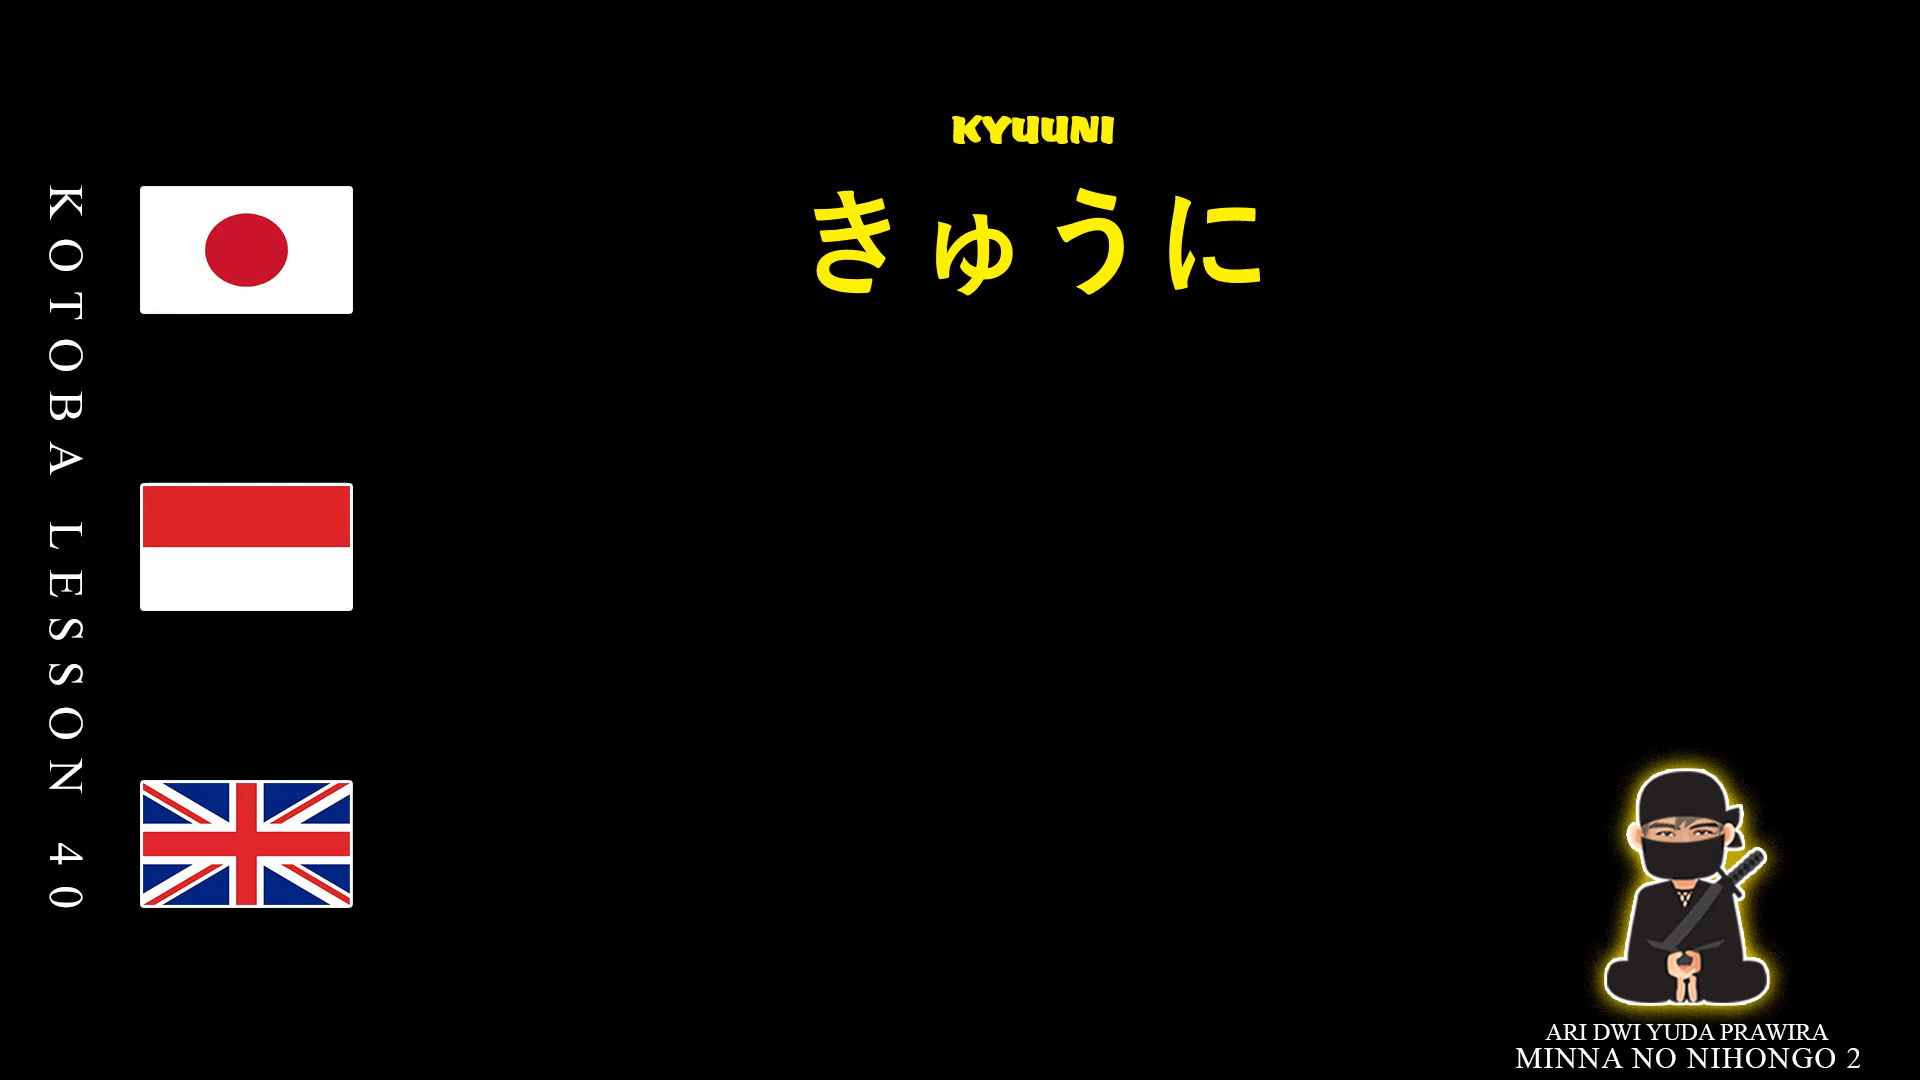 KOTOBA LESSON 40
KYUUNI
きゅうに
ARI DWI YUDA PRAWIRA
MINNA NO NIHONGO 2